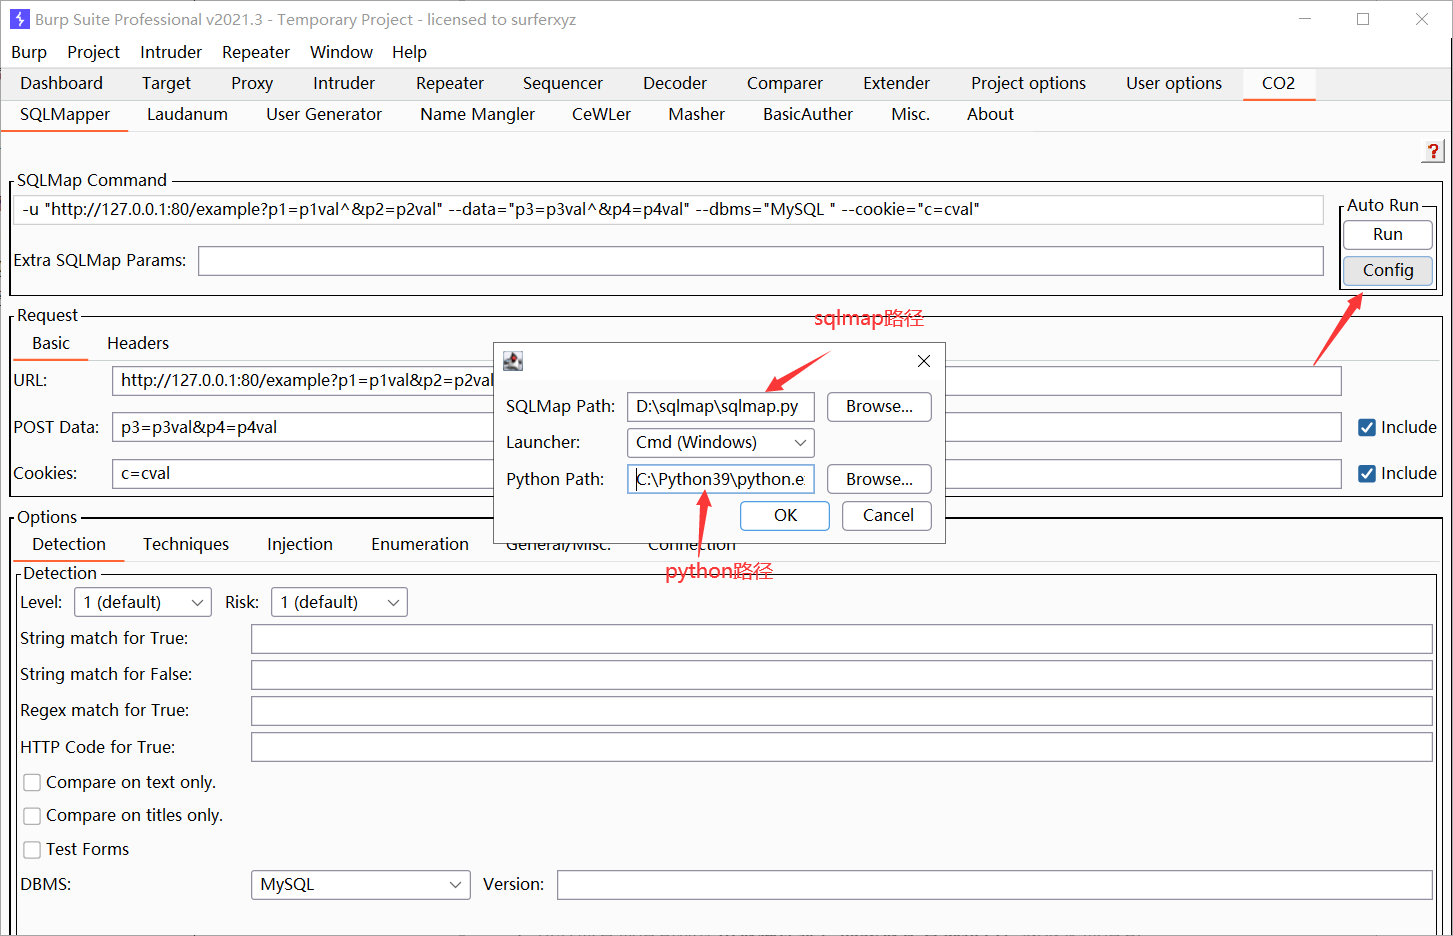 Burp Suite Professional v2021.3 - Temporary Project - licensed to surferxyz
Burp Project Intruder Repeater Window Help
Dashboard Target Proxy Intruder Repeater Sequencer Decoder Comparer Extender Project options User options CO2
SQLMapper Laudanum User Generator Name Mangler CeWLer Masher BasicAuther Misc. About
?
SQLMap Command
-u "http://127.0.0.1:80/example?p1=p1val^&p2=p2val" --data="p3=p3val^&p4=p4val" --dbms="MySQL " --cookie="c=cval"
Auto Run
Run
Extra SQLMap Params:
Config
Request
sqlmap路径
Basic Headers
URL: http://127.0.0.1:80/example?p1=p1val&p2=p2val
POST Data: p3=p3val&p4=p4val Include
Cookies: c=cval Include
SQLMap Path: D:\sqlmap\sqlmap.py Browse...
Launcher: Cmd (Windows)
Python Path: C:\Python39\python.e Browse...
OK Cancel
Options
Detection Techniques Injection Enumeration General/Misc. Connection
python路径
Detection
Level: 1 (default) Risk: 1 (default)
String match for True:
String match for False:
Regex match for True:
HTTP Code for True:
Compare on text only.
Compare on titles only.
Test Forms
DBMS: MySQL Version: